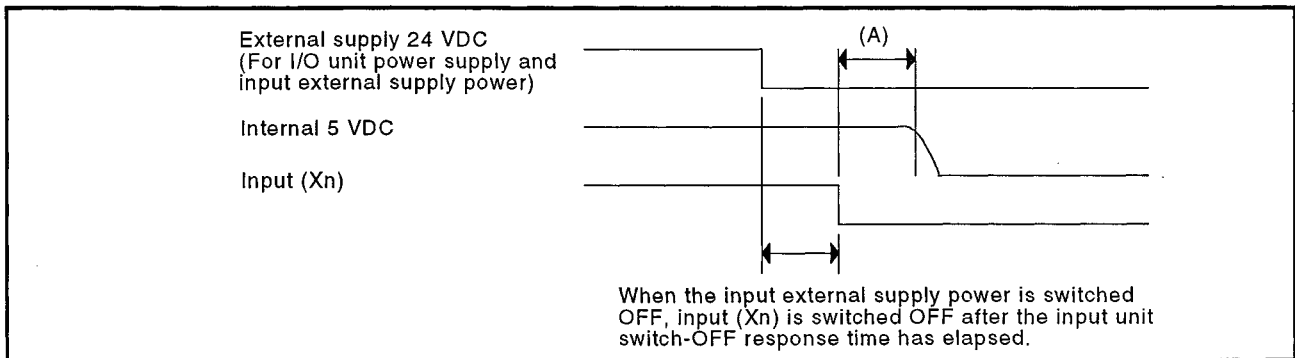 External supply 24 VDC
(For I/O unit power supply and
input external supply power)
(A)
Internal 5 VDC
Input (Xn)
When the input external supply power is switched
OFF, input (Xn) is switched OFF after the input unit
switch-OFF response time has elapsed.